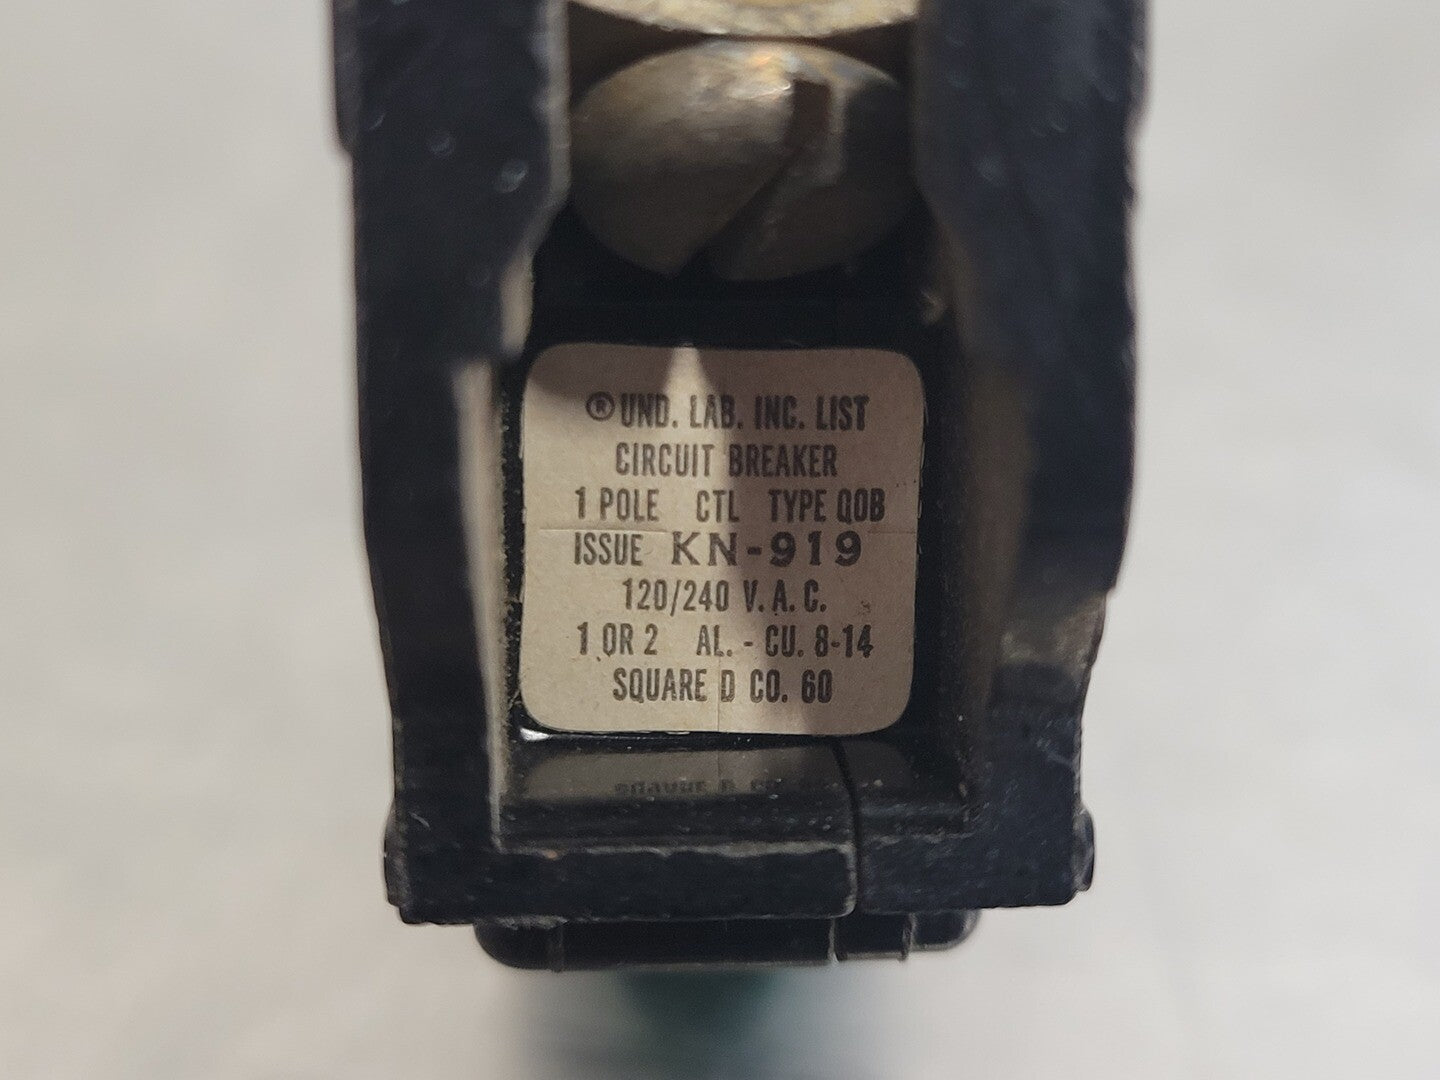 ® UND. LAB. INC. LIST
CIRCUIT BREAKER
1 POLE CTL TYPE QOB
ISSUE KN-919
120/240 V.A.C.
1 OR 2 AL. - CU. 8-14
SQUARE D CO. 60